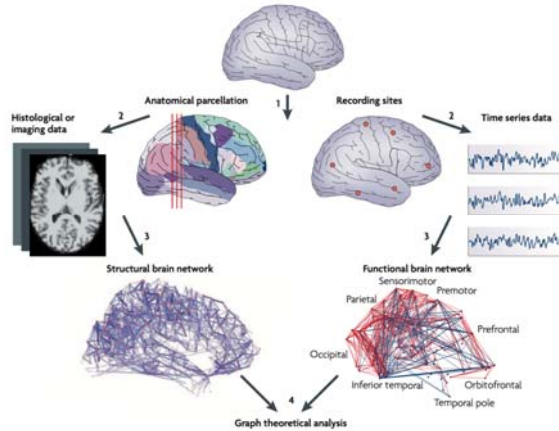 Anatomical parcellation
1
Recording sites
Histological or
imaging data
2
2
Time series data
3
3
Structural brain network
Functional brain network
Sensorimotor
Premotor
Parietal
Prefrontal
Occipital
Inferior temporal
Orbitofrontal
Temporal pole
4
Graph theoretical analysis